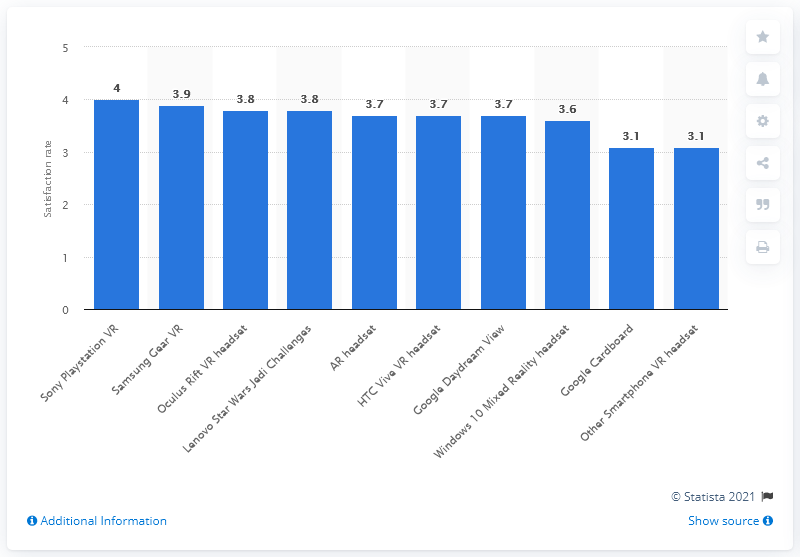 5
4
3
2
1
0
Satisfaction rate
4
3.9
3.8
3.8
3.7
3.7
3.7
3.6
3.1
3.1
Sony Playstation VR
Samsung Gear VR
Oculus Rift VR headset
Lenovo Star Wars Jedi Challenges
AR headset
HTC Vive VR headset
Google Daydream View
Windows 10 Mixed Reality headset
Google Cardboard
Other Smartphone VR headset
© Statista 2021
Additional Information
Show source